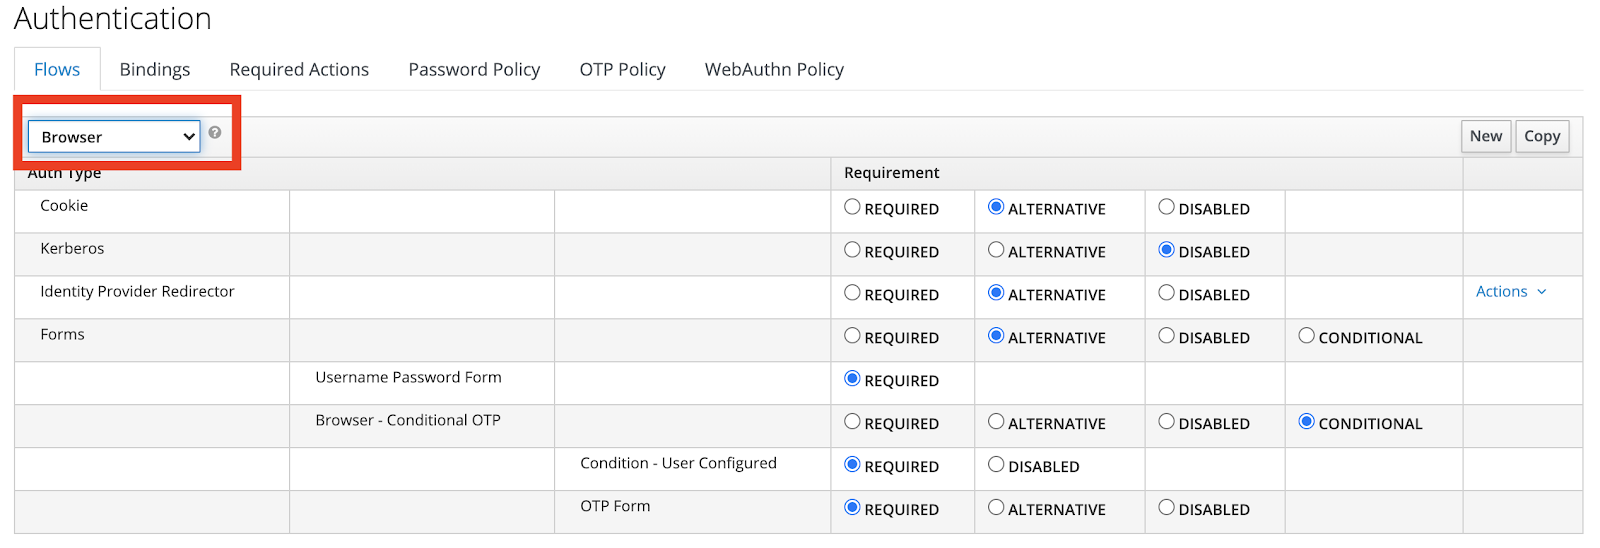 Authentication
Flows Bindings Required Actions Password Policy OTP Policy WebAuthn Policy
Browser ? New Copy
Auth Type Requirement
Cookie REQUIRED ALTERNATIVE DISABLED
Kerberos REQUIRED ALTERNATIVE DISABLED
Identity Provider Redirector REQUIRED ALTERNATIVE DISABLED Actions
Forms REQUIRED ALTERNATIVE DISABLED CONDITIONAL
Username Password Form REQUIRED
Browser - Conditional OTP REQUIRED ALTERNATIVE DISABLED CONDITIONAL
Condition - User Configured REQUIRED DISABLED
OTP Form REQUIRED ALTERNATIVE DISABLED